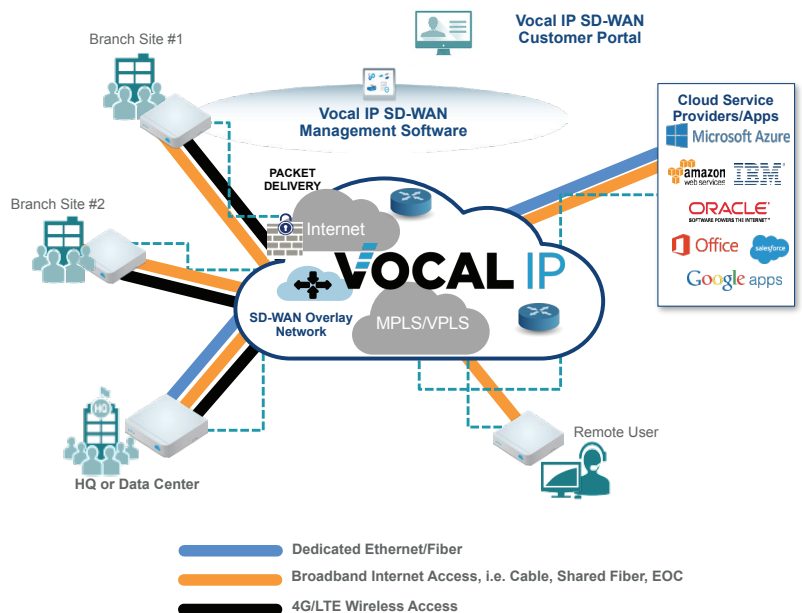 Branch Site #1
Vocal IP SD-WAN
Customer Portal
Vocal IP SD-WAN
Management Software
Cloud Service
Providers/Apps
Microsoft Azure
amazon
web services
IBM
ORACLE
SOFTWARE POWERS THE INTERNET™
Office
salesforce
Google apps
PACKET
DELIVERY
Internet
Branch Site #2
VOCAL IP
SD-WAN Overlay
Network
MPLS/VPLS
HQ
HQ or Data Center
Remote User
Dedicated Ethernet/Fiber
Broadband Internet Access, i.e. Cable, Shared Fiber, EOC
4G/LTE Wireless Access